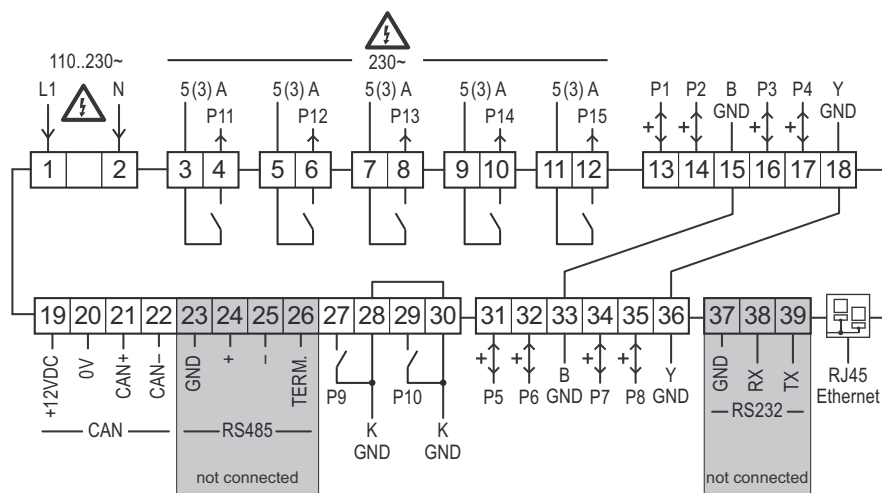 110..230~ 230~
L1 N 5(3) A 5(3) A 5(3) A 5(3) A 5(3) A P1 P2 B GND P3 P4 Y GND
P11 P12 P13 P14 P15
+ + + +
1 2 3 4 5 6 7 8 9 10 11 12 13 14 15 16 17 18
19 20 21 22 23 24 25 26 27 28 29 30 31 32 33 34 35 36 37 38 39
+12VDC 0V CAN+ CAN− GND + − TERM. + + + + GND RX TX
P9 P10 P5 P6 B GND P7 P8 Y GND
RJ45
Ethernet
CAN RS485 K GND K GND RS232
not connected not connected